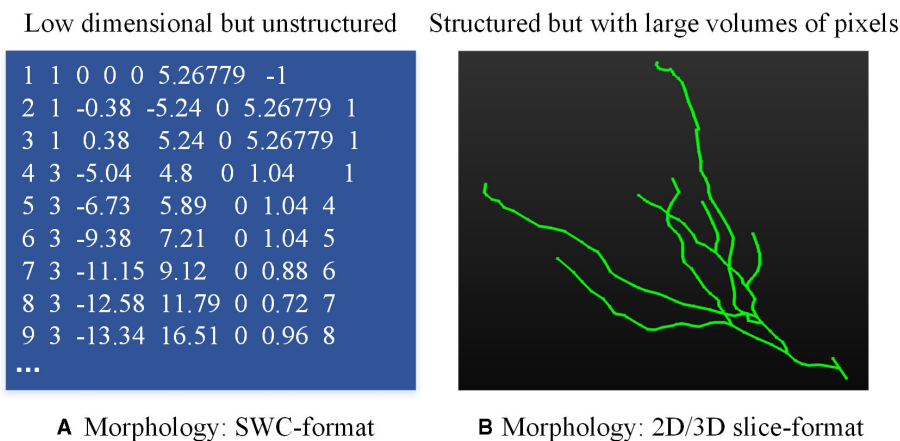 Low dimensional but unstructured
Structured but with large volumes of pixels
1 1 0 0 0 5.26779 -1
2 1 -0.38 -5.24 0 5.26779 1
3 1 0.38 5.24 0 5.26779 1
4 3 -5.04 4.8 0 1.04 1
5 3 -6.73 5.89 0 1.04 4
6 3 -9.38 7.21 0 1.04 5
7 3 -11.15 9.12 0 0.88 6
8 3 -12.58 11.79 0 0.72 7
9 3 -13.34 16.51 0 0.96 8
...
A Morphology: SWC-format
B Morphology: 2D/3D slice-format